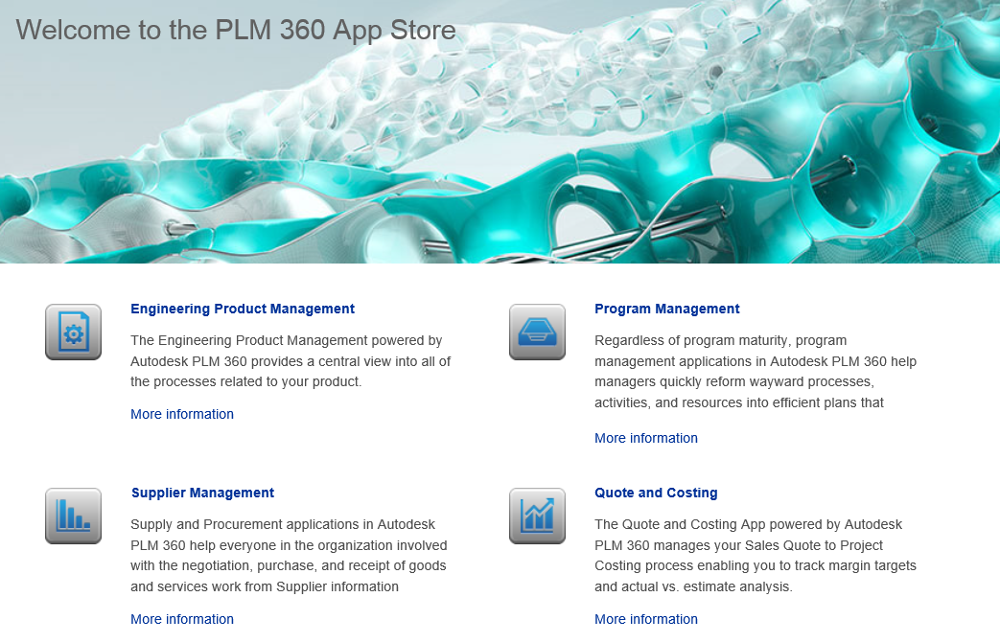 Welcome to the PLM 360 App Store
Engineering Product Management
The Engineering Product Management powered by
Autodesk PLM 360 provides a central view into all of
the processes related to your product.
More information
Program Management
Regardless of program maturity, program
management applications in Autodesk PLM 360 help
managers quickly reform wayward processes,
activities, and resources into efficient plans that
More information
Supplier Management
Supply and Procurement applications in Autodesk
PLM 360 help everyone in the organization involved
with the negotiation, purchase, and receipt of goods
and services work from Supplier information
More information
Quote and Costing
The Quote and Costing App powered by Autodesk
PLM 360 manages your Sales Quote to Project
Costing process enabling you to track margin targets
and actual vs. estimate analysis.
More information